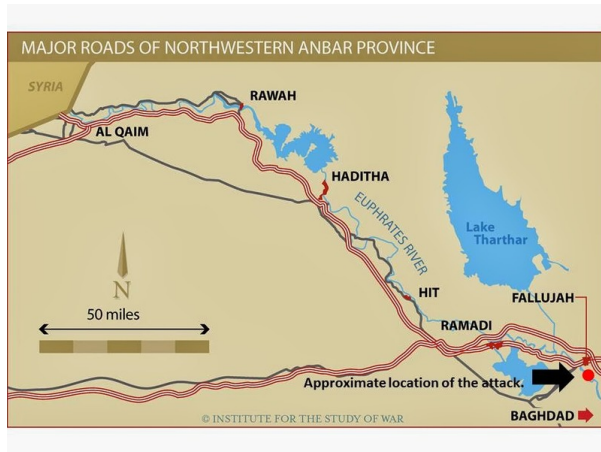 MAJOR ROADS OF NORTHWESTERN ANBAR PROVINCE
SYRIA
RAWAH
AL QAIM
HADITHA
EUPHRATES RIVER
Lake
Tharthar
N
50 miles
HIT
FALLUJAH
RAMADI
Approximate location of the attack.
BAGHDAD
© INSTITUTE FOR THE STUDY OF WAR